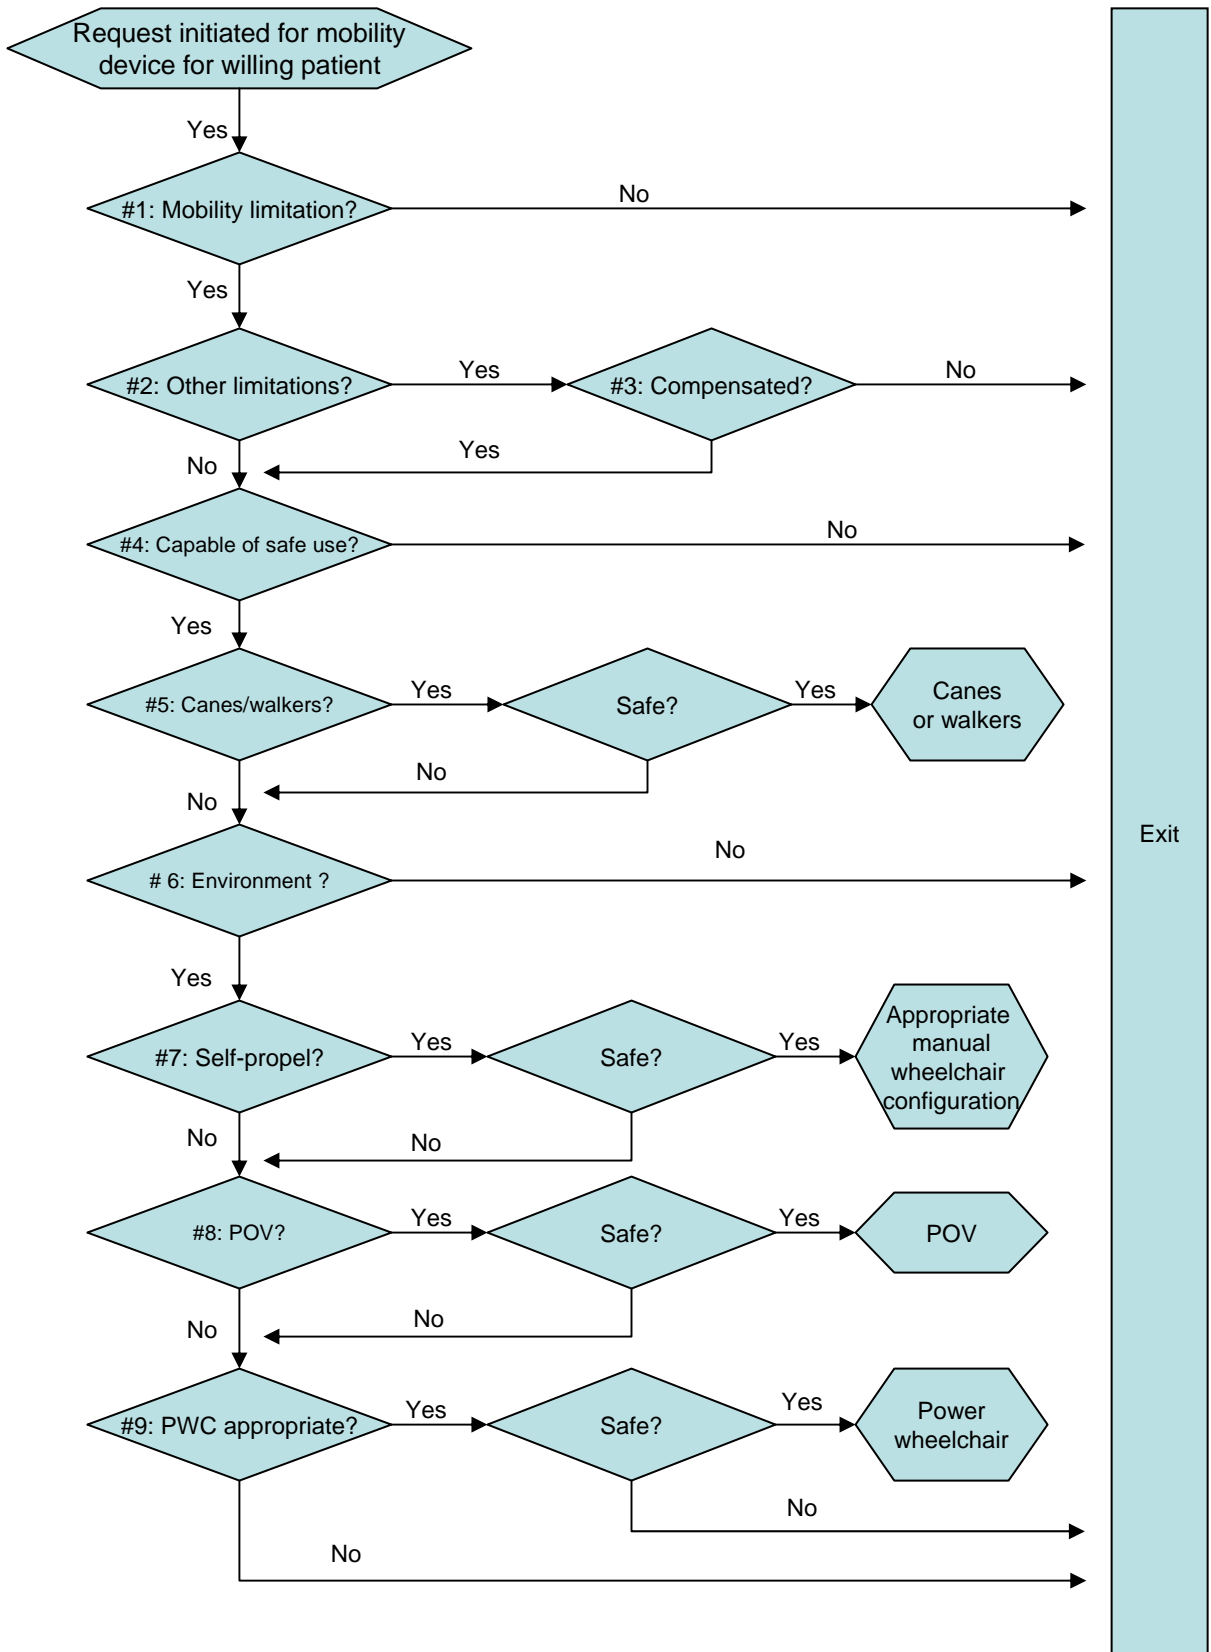 Request initiated for mobility
device for willing patient
Yes
#1: Mobility limitation?
No
Yes
#2: Other limitations?
Yes
#3: Compensated?
No
Yes
No
#4: Capable of safe use?
No
Yes
#5: Canes/walkers?
Yes
Safe?
Yes
Canes
or walkers
No
No
Exit
# 6: Environment ?
No
Yes
#7: Self-propel?
Yes
Safe?
Yes
Appropriate
manual
wheelchair
configuration
No
No
#8: POV?
Yes
Safe?
Yes
POV
No
No
#9: PWC appropriate?
Yes
Safe?
Yes
Power
wheelchair
No
No